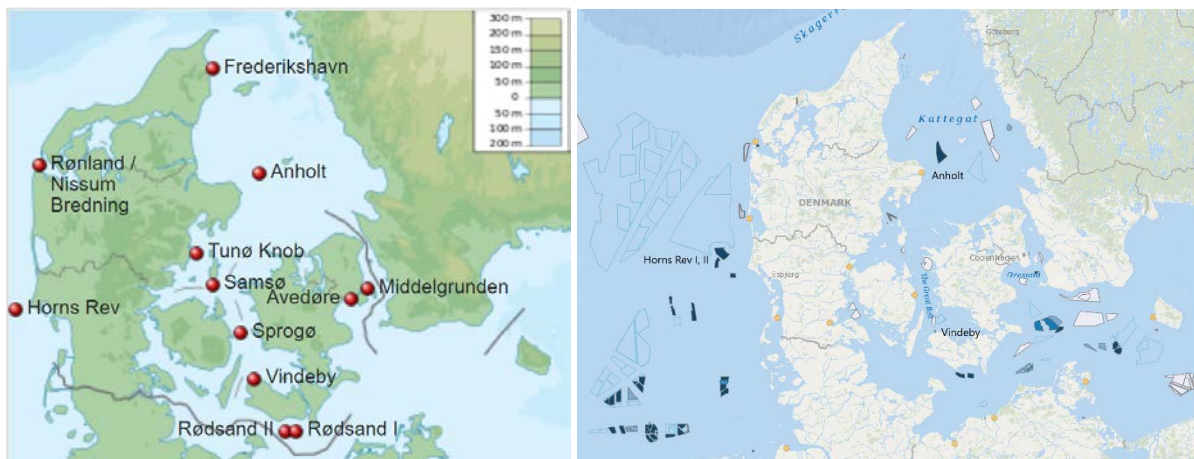 300 m
200 m
150 m
100 m
50 m
0
50 m
100 m
200 m
Frederikshavn
Rønland /
Nissum
Bredning
Anholt
Tunø Knob
Samsø
Avedøre
Middelgrunden
Horns Rev
Sprogø
Vindeby
Rødsand II
Rødsand I
Göteborg
Kattegat
Anholt
DENMARK
Horns Rev I, II
Esbjerg
Copenhagen
Øresund
The Great Belt
Vindeby